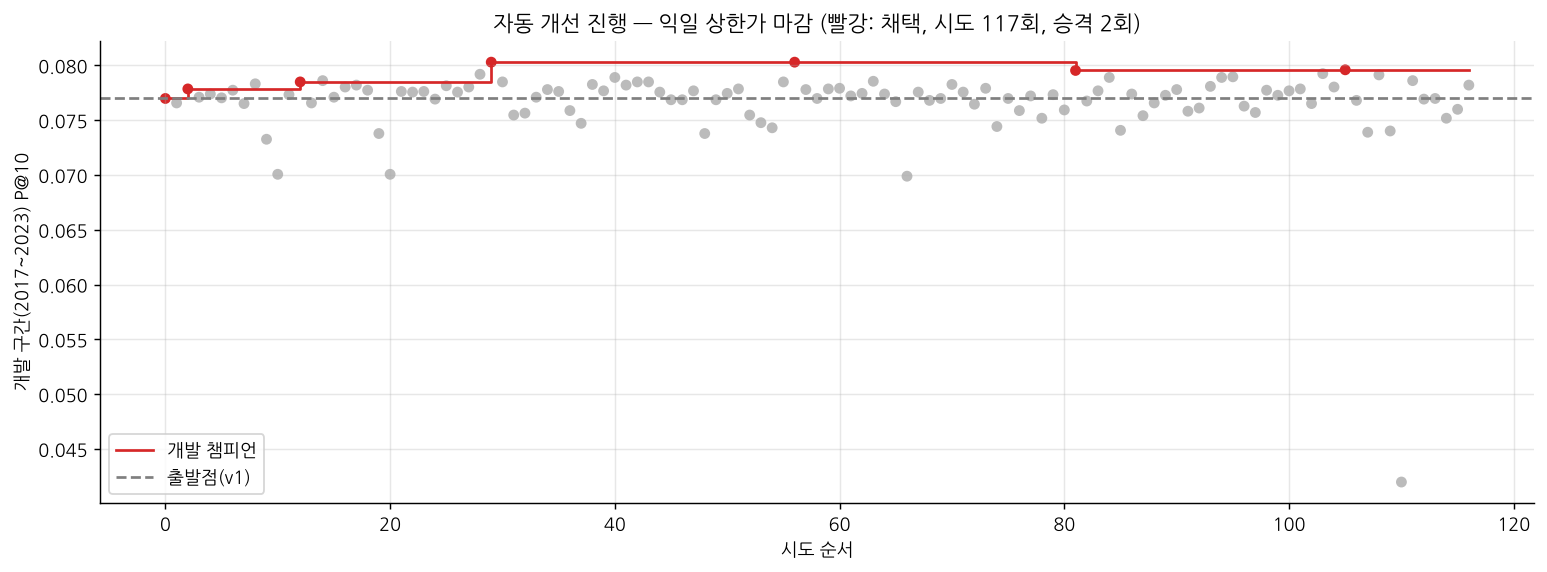 자동 개선 진행 — 익일 상한가 마감 (빨강: 채택, 시도 117회, 승격 2회)
개발 구간(2017~2023) P@10
0.080
0.075
0.070
0.065
0.060
0.055
0.050
0.045
개발 챔피언
출발점(v1)
0 20 40 60 80 100 120
시도 순서